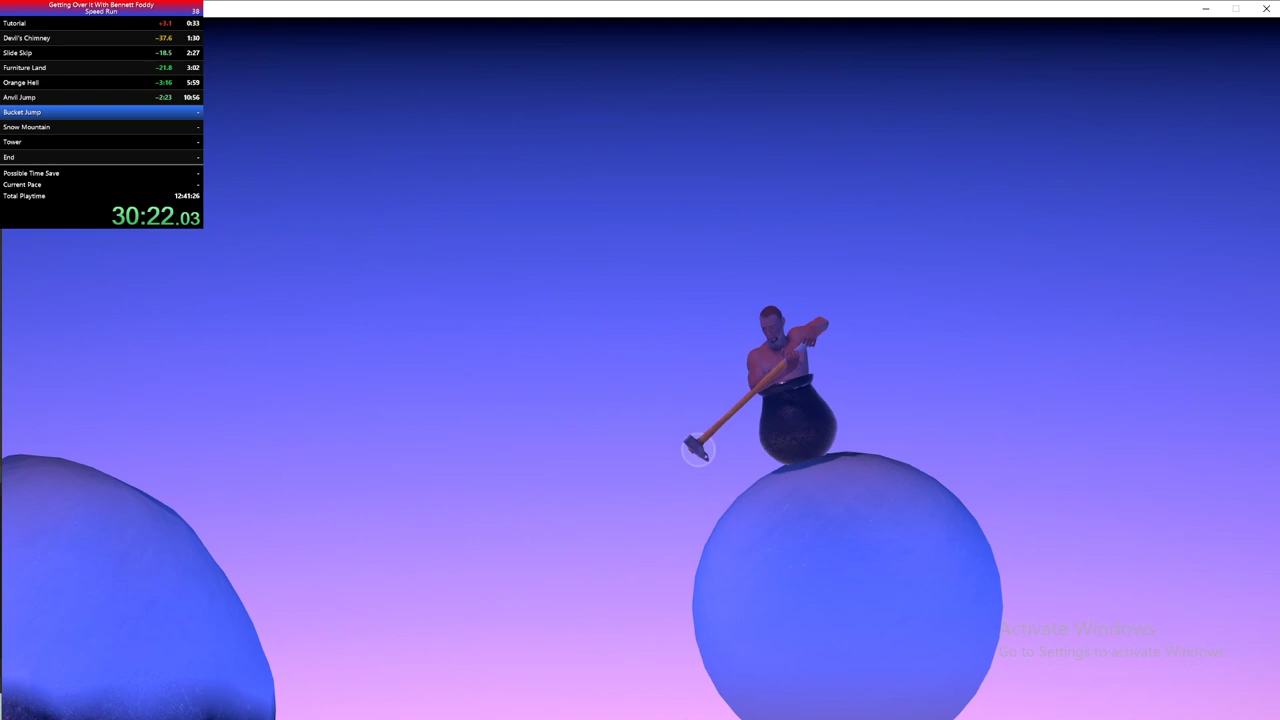 Getting Over It With Bennett Foddy
Speed Run 38
Tutorial +3.1 0:33
Devil's Chimney −37.6 1:30
Slide Skip −18.5 2:27
Furniture Land −21.8 3:02
Orange Hell −3:16 5:59
Anvil Jump −2:23 10:56
Bucket Jump -
Snow Mountain -
Tower -
End -
Possible Time Save -
Current Pace -
Total Playtime 12:41:26
30:22.03
Activate Windows
Go to Settings to activate Windows.